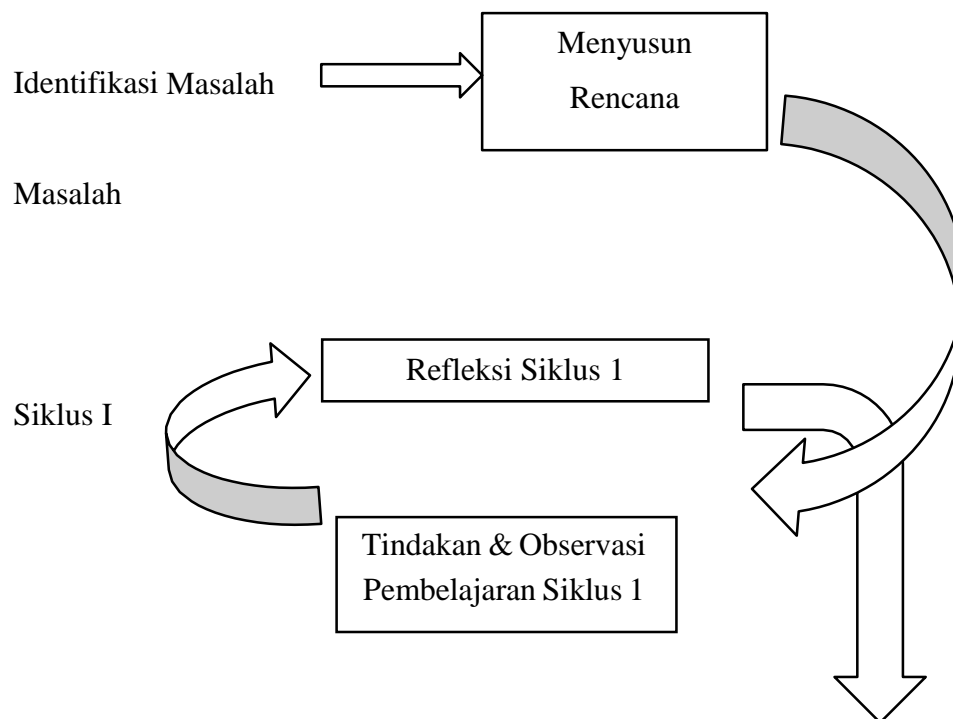 Menyusun
Rencana
Identifikasi Masalah
Masalah
Refleksi Siklus 1
Siklus I
Tindakan & Observasi
Pembelajaran Siklus 1